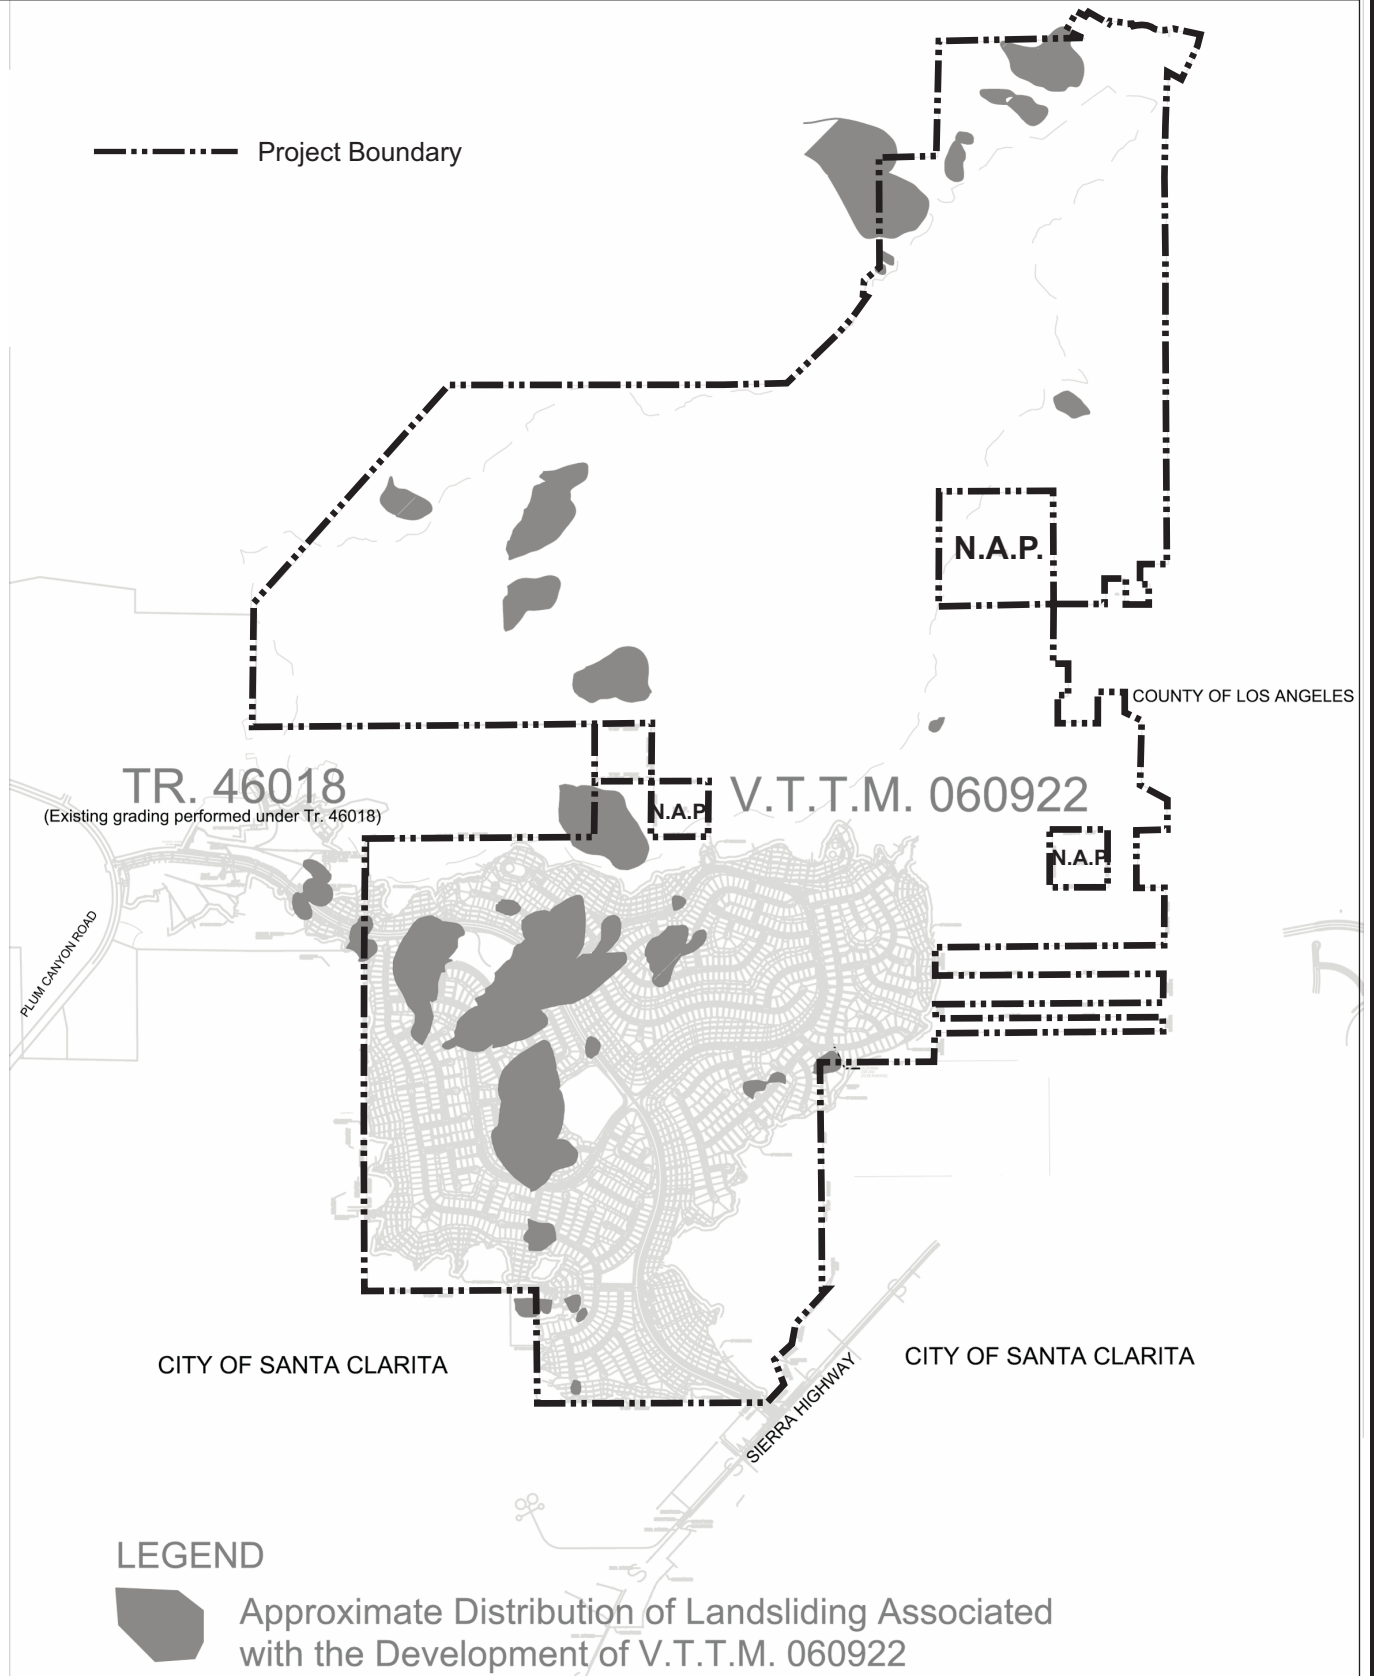 Project Boundary
N.A.P.
COUNTY OF LOS ANGELES
TR. 46018
(Existing grading performed under Tr. 46018)
N.A.P.
V.T.T.M. 060922
N.A.P.
PLUM CANYON ROAD
CITY OF SANTA CLARITA
CITY OF SANTA CLARITA
SIERRA HIGHWAY
LEGEND
Approximate Distribution of Landsliding Associated
with the Development of V.T.T.M. 060922